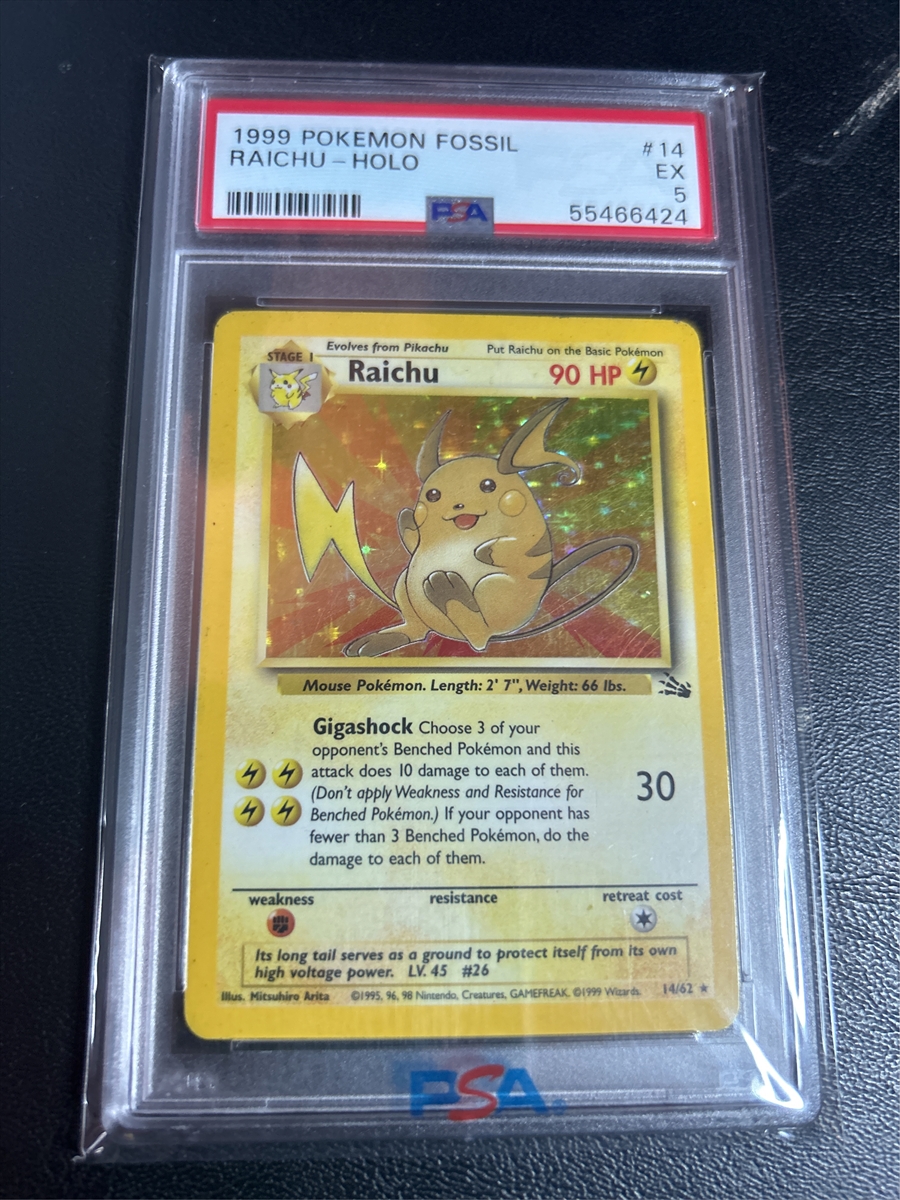 1999 POKEMON FOSSIL #14
RAICHU - HOLO EX
5
PSA 55466424
STAGE 1 Evolves from Pikachu Put Raichu on the Basic Pokémon
Raichu 90 HP
Mouse Pokémon. Length: 2' 7", Weight: 66 lbs.
Gigashock Choose 3 of your
opponent's Benched Pokémon and this
attack does 10 damage to each of them.
(Don't apply Weakness and Resistance for
Benched Pokémon.) If your opponent has
fewer than 3 Benched Pokémon, do the
damage to each of them.
30
weakness resistance retreat cost
Its long tail serves as a ground to protect itself from its own
high voltage power. LV. 45 #26
Illus. Mitsuhiro Arita ©1995, 96, 98 Nintendo, Creatures, GAMEFREAK. ©1999 Wizards. 14/62 ★
PSA